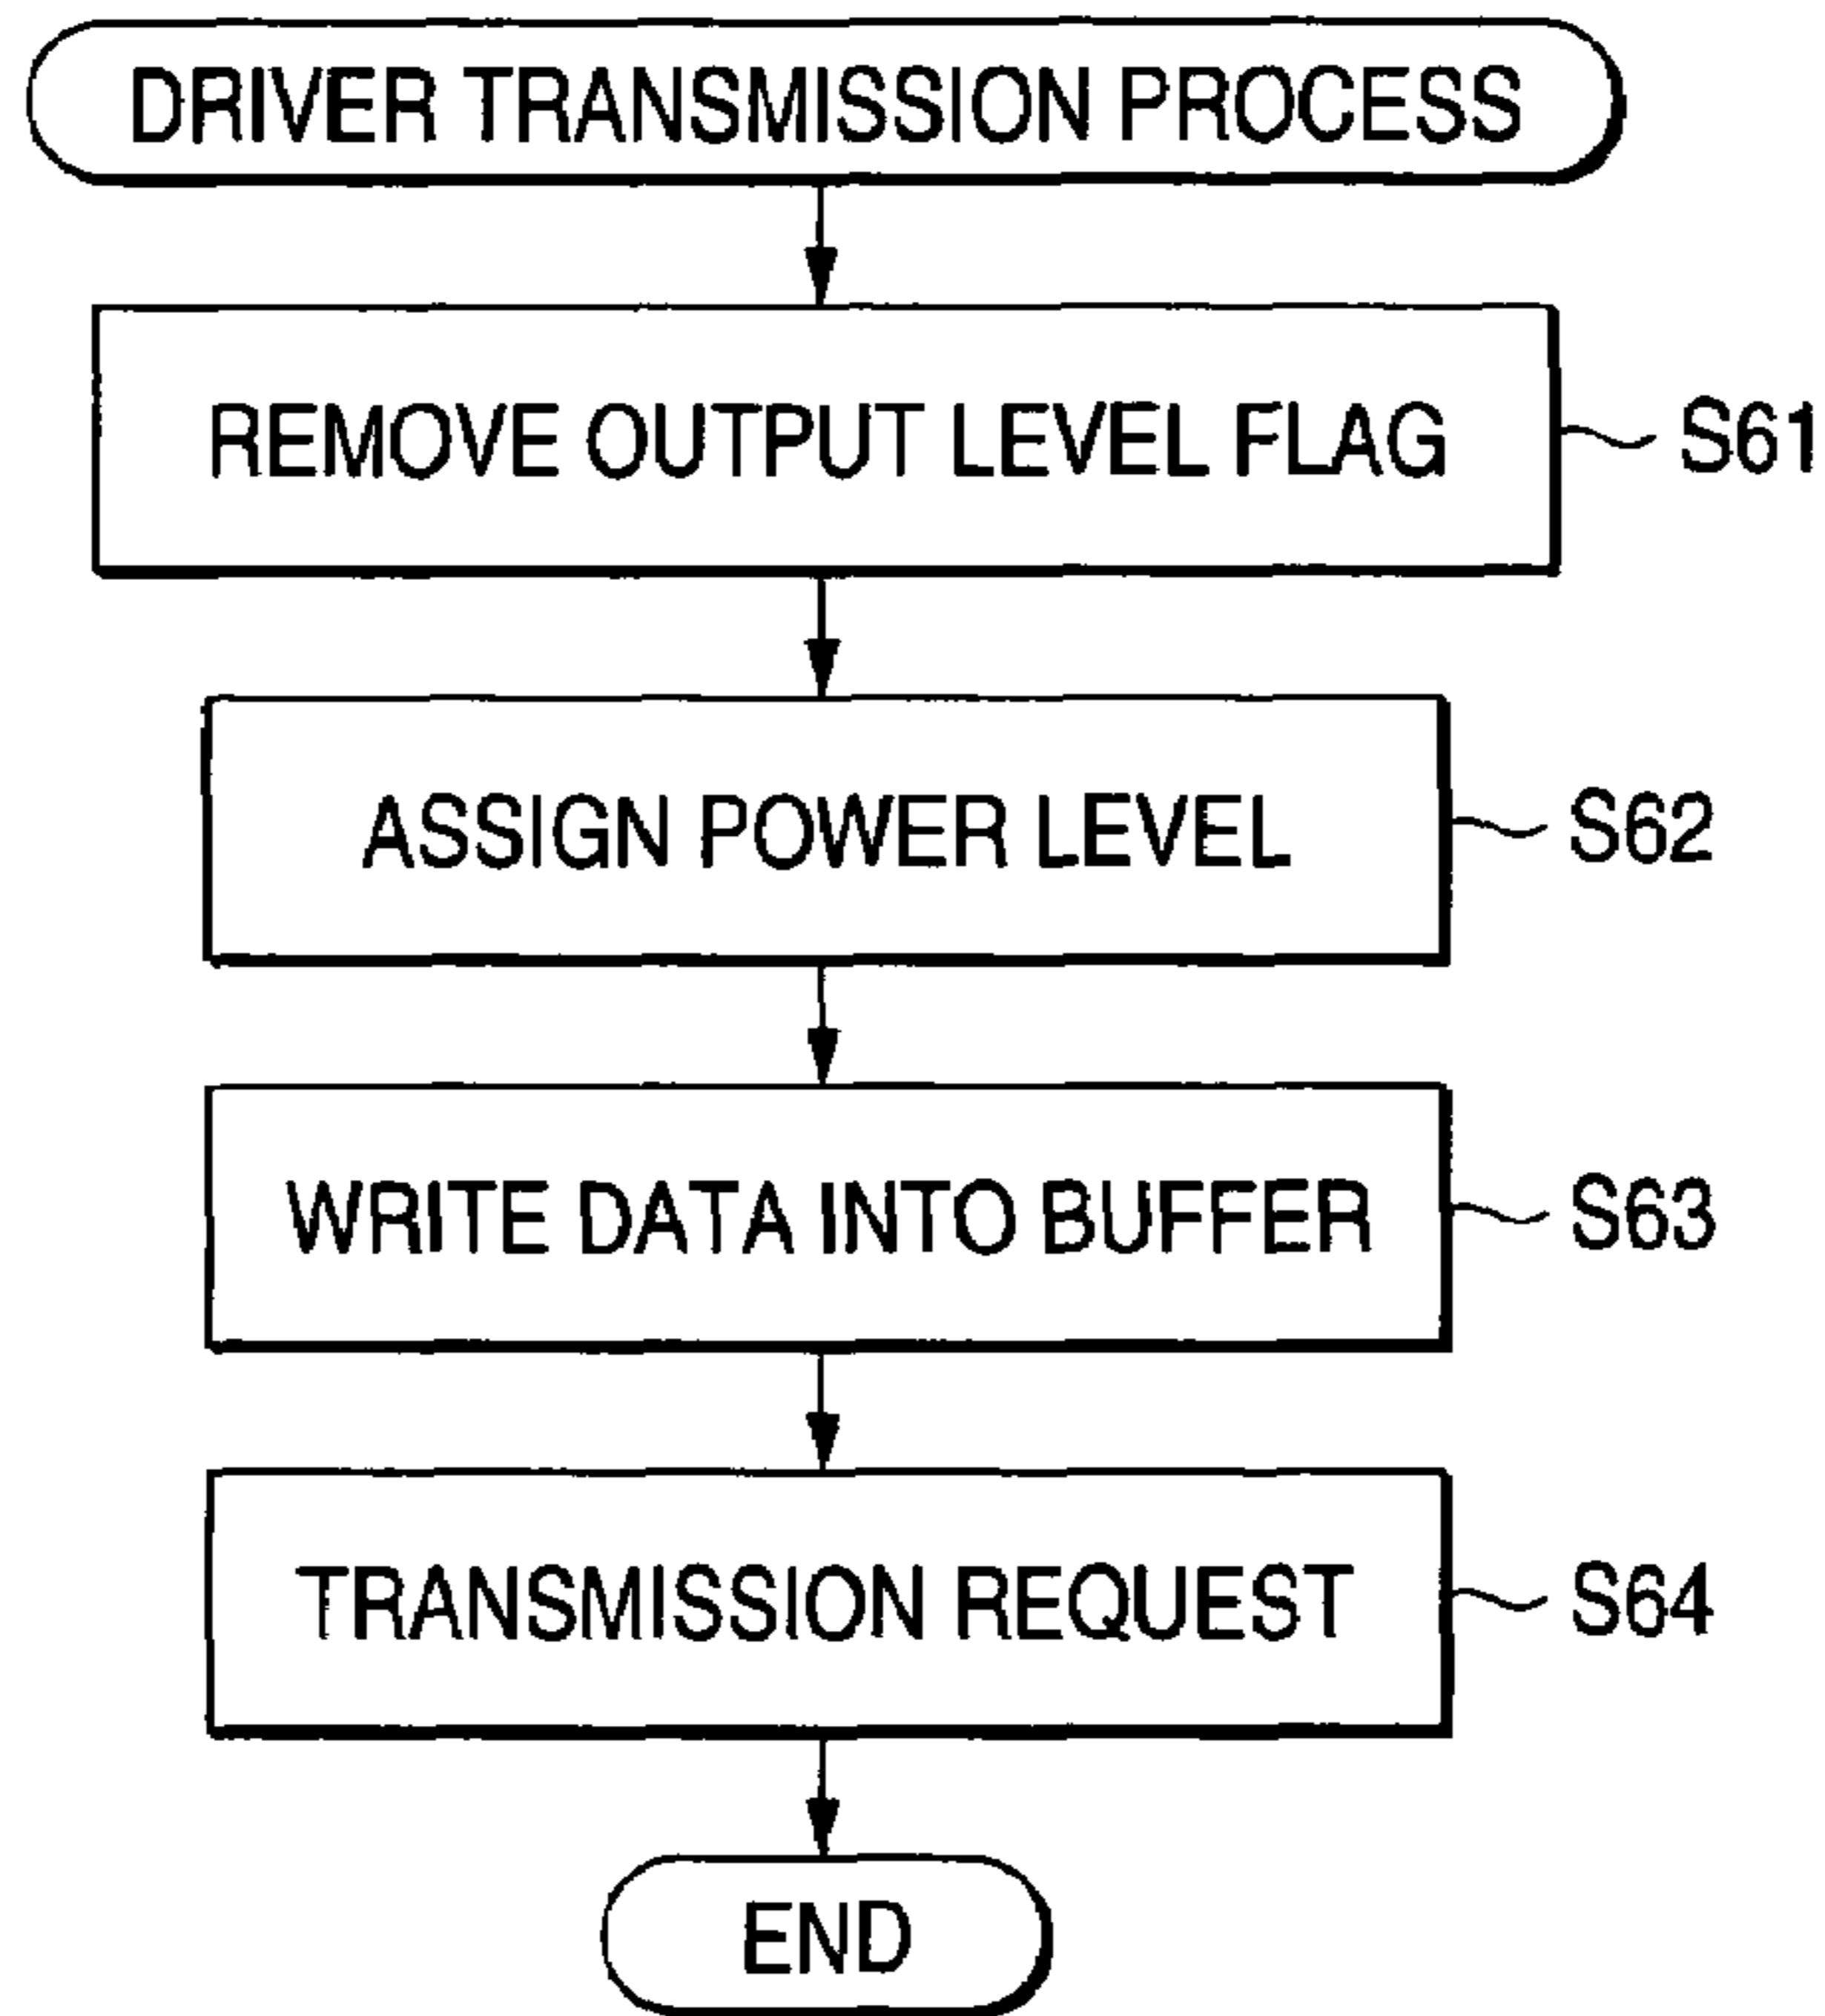 DRIVER TRANSMISSION PROCESS
REMOVE OUTPUT LEVEL FLAG
S61
ASSIGN POWER LEVEL
S62
WRITE DATA INTO BUFFER
S63
TRANSMISSION REQUEST
S64
END